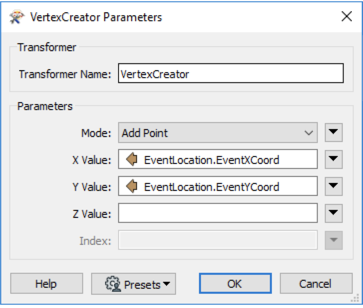 VertexCreator Parameters
Transformer
Transformer Name: VertexCreator
Parameters
Mode: Add Point
X Value: EventLocation.EventXCoord
Y Value: EventLocation.EventYCoord
Z Value:
Index:
Help Presets OK Cancel